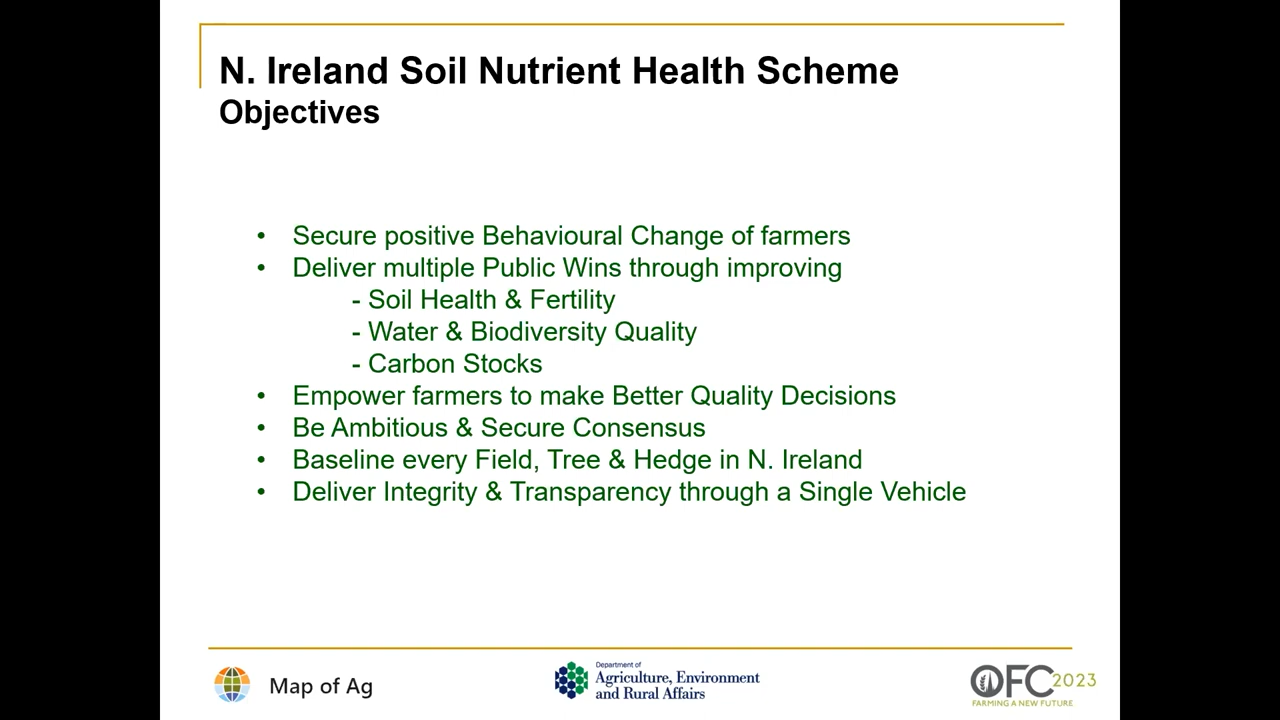 N. Ireland Soil Nutrient Health Scheme
Objectives
• Secure positive Behavioural Change of farmers
• Deliver multiple Public Wins through improving
- Soil Health & Fertility
- Water & Biodiversity Quality
- Carbon Stocks
• Empower farmers to make Better Quality Decisions
• Be Ambitious & Secure Consensus
• Baseline every Field, Tree & Hedge in N. Ireland
• Deliver Integrity & Transparency through a Single Vehicle
Map of Ag
Department of
Agriculture, Environment
and Rural Affairs
OFC 2023
FARMING A NEW FUTURE